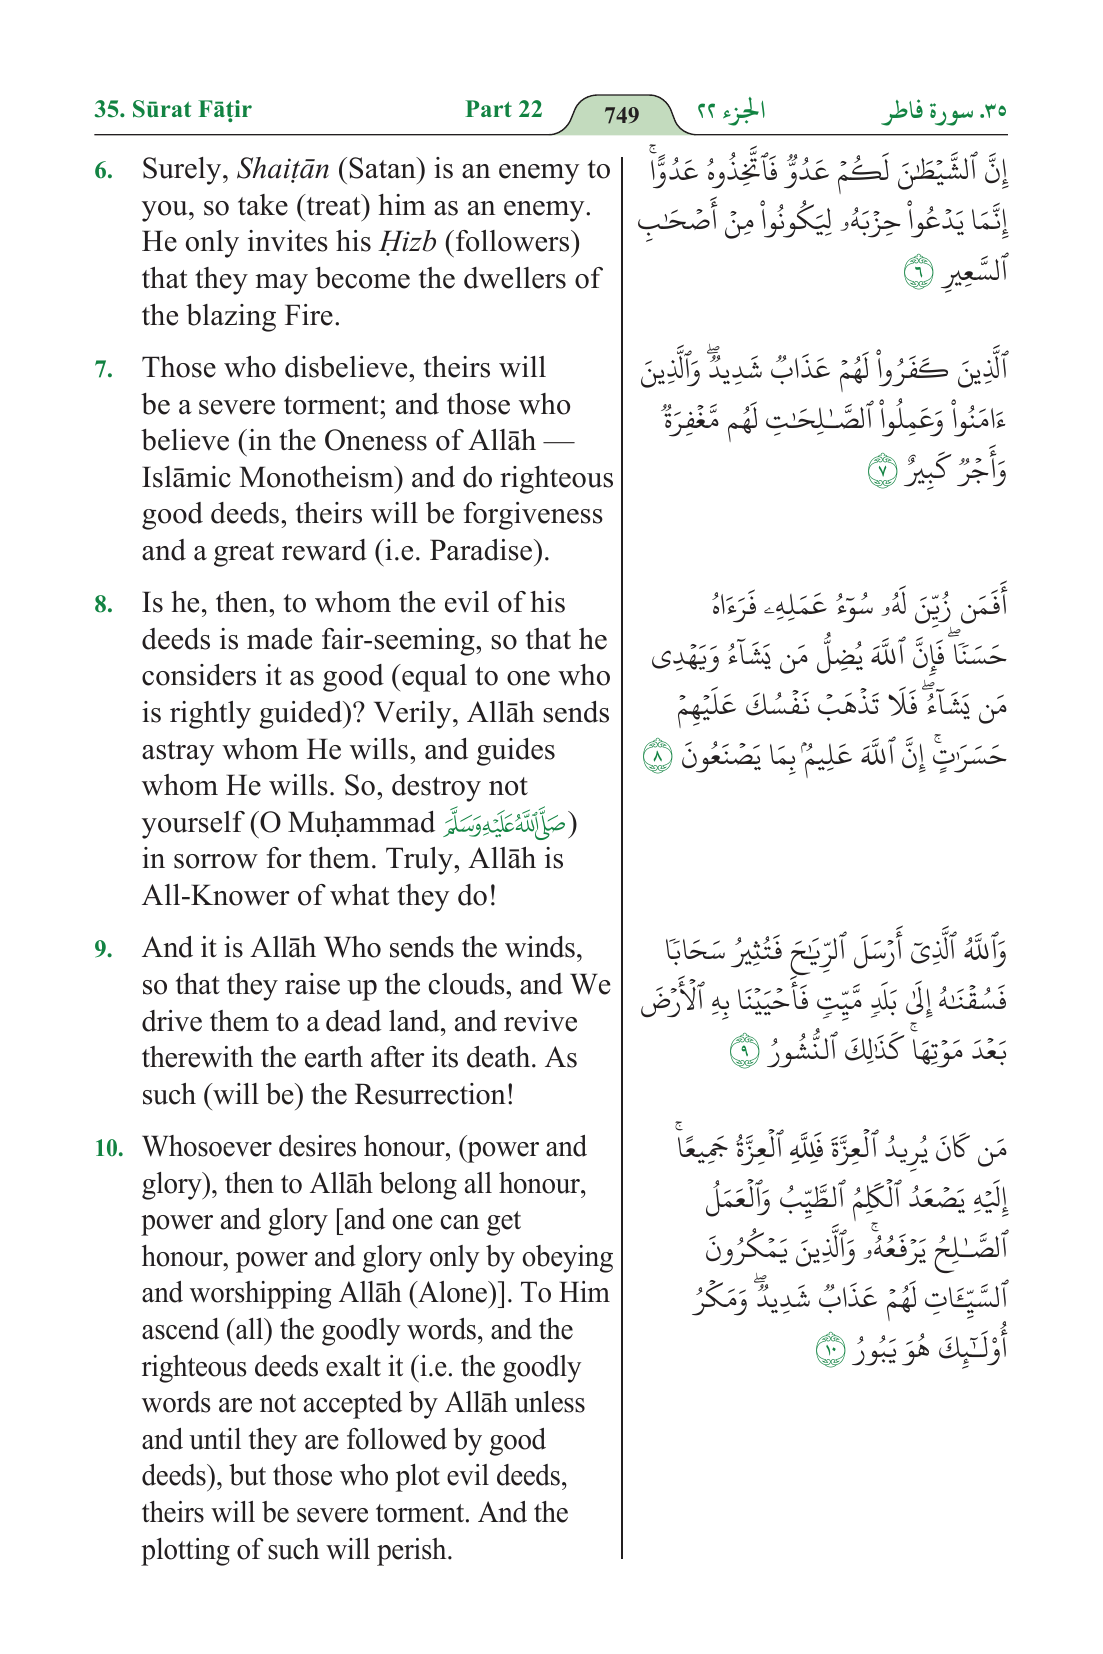 35. Sūrat Fāṭir Part 22 749 الجزء ٢٢ ٣٥. سورة فاطر
6. Surely, Shaiṭān (Satan) is an enemy to
you, so take (treat) him as an enemy.
He only invites his Ḥizb (followers)
that they may become the dwellers of
the blazing Fire.
إِنَّ ٱلشَّيْطَـٰنَ لَكُمْ عَدُوٌّ فَٱتَّخِذُوهُ عَدُوًّا ۚ
إِنَّمَا يَدْعُوا۟ حِزْبَهُۥ لِيَكُونُوا۟ مِنْ أَصْحَـٰبِ
ٱلسَّعِيرِ ٦
7. Those who disbelieve, theirs will
be a severe torment; and those who
believe (in the Oneness of Allāh —
Islāmic Monotheism) and do righteous
good deeds, theirs will be forgiveness
and a great reward (i.e. Paradise).
ٱلَّذِينَ كَفَرُوا۟ لَهُمْ عَذَابٌ شَدِيدٌ ۖ وَٱلَّذِينَ
ءَامَنُوا۟ وَعَمِلُوا۟ ٱلصَّـٰلِحَـٰتِ لَهُم مَّغْفِرَةٌ
وَأَجْرٌ كَبِيرٌ ٧
8. Is he, then, to whom the evil of his
deeds is made fair-seeming, so that he
considers it as good (equal to one who
is rightly guided)? Verily, Allāh sends
astray whom He wills, and guides
whom He wills. So, destroy not
yourself (O Muḥammad صَلَّى ٱللَّهُ عَلَيْهِ وَسَلَّمَ)
in sorrow for them. Truly, Allāh is
All-Knower of what they do!
أَفَمَن زُيِّنَ لَهُۥ سُوٓءُ عَمَلِهِۦ فَرَءَاهُ
حَسَنًا ۖ فَإِنَّ ٱللَّهَ يُضِلُّ مَن يَشَآءُ وَيَهْدِى
مَن يَشَآءُ ۖ فَلَا تَذْهَبْ نَفْسُكَ عَلَيْهِمْ
حَسَرَٰتٍ ۚ إِنَّ ٱللَّهَ عَلِيمٌۢ بِمَا يَصْنَعُونَ ٨
9. And it is Allāh Who sends the winds,
so that they raise up the clouds, and We
drive them to a dead land, and revive
therewith the earth after its death. As
such (will be) the Resurrection!
وَٱللَّهُ ٱلَّذِىٓ أَرْسَلَ ٱلرِّيَـٰحَ فَتُثِيرُ سَحَابًا
فَسُقْنَـٰهُ إِلَىٰ بَلَدٍ مَّيِّتٍ فَأَحْيَيْنَا بِهِ ٱلْأَرْضَ
بَعْدَ مَوْتِهَا ۚ كَذَٰلِكَ ٱلنُّشُورُ ٩
10. Whosoever desires honour, (power and
glory), then to Allāh belong all honour,
power and glory [and one can get
honour, power and glory only by obeying
and worshipping Allāh (Alone)]. To Him
ascend (all) the goodly words, and the
righteous deeds exalt it (i.e. the goodly
words are not accepted by Allāh unless
and until they are followed by good
deeds), but those who plot evil deeds,
theirs will be severe torment. And the
plotting of such will perish.
مَن كَانَ يُرِيدُ ٱلْعِزَّةَ فَلِلَّهِ ٱلْعِزَّةُ جَمِيعًا ۚ
إِلَيْهِ يَصْعَدُ ٱلْكَلِمُ ٱلطَّيِّبُ وَٱلْعَمَلُ
ٱلصَّـٰلِحُ يَرْفَعُهُۥ ۚ وَٱلَّذِينَ يَمْكُرُونَ
ٱلسَّيِّـَٔاتِ لَهُمْ عَذَابٌ شَدِيدٌ ۖ وَمَكْرُ
أُو۟لَـٰٓئِكَ هُوَ يَبُورُ ١٠